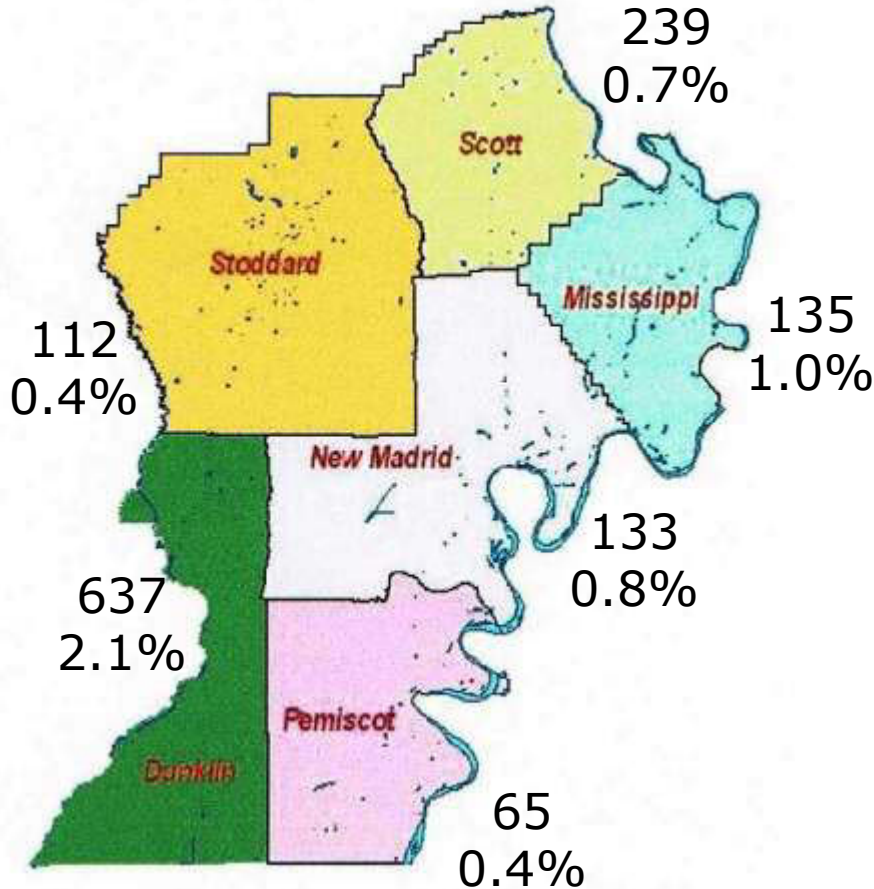 239
0.7%
Scott
Stoddard
Mississippi
135
1.0%
112
0.4%
New Madrid
133
0.8%
637
2.1%
Pemiscot
Dunklin
65
0.4%